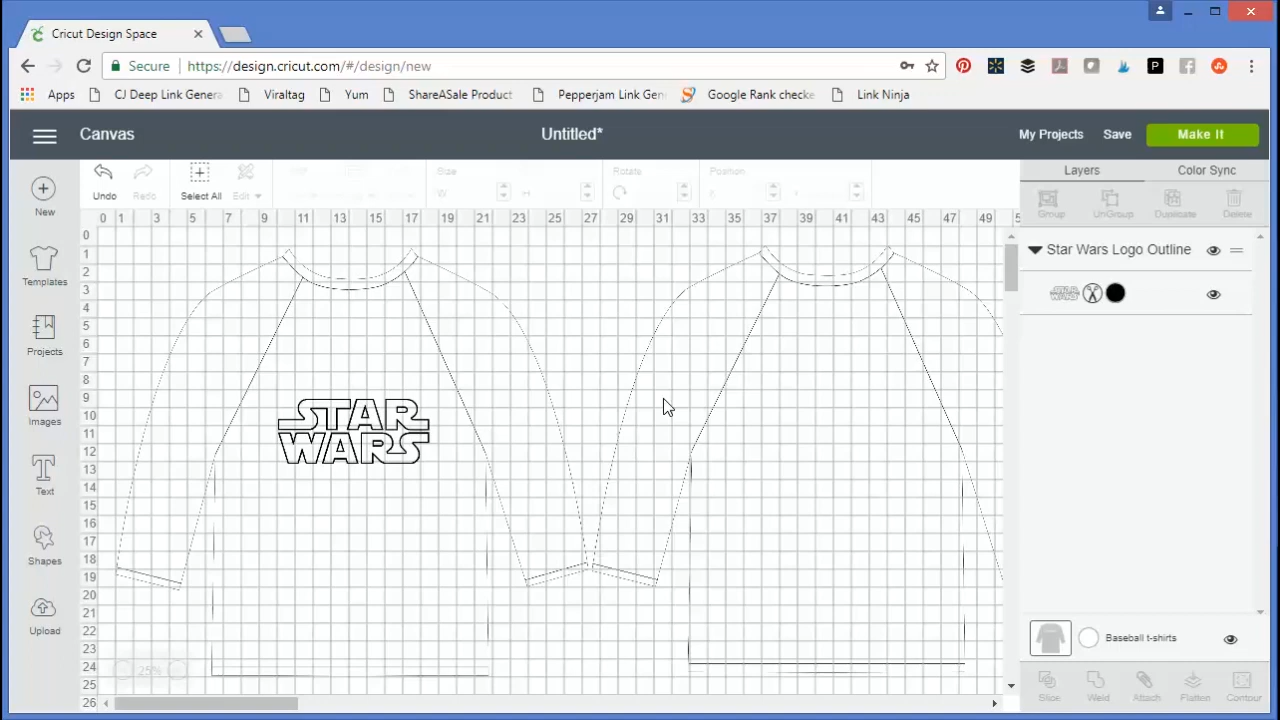 Cricut Design Space
Secure https://design.cricut.com/#/design/new
Apps CJ Deep Link Genera Viraltag Yum ShareASale Product Pepperjam Link Gen Google Rank checke Link Ninja
Canvas Untitled* My Projects Save Make It
Undo Redo Select All Edit Size W H Rotate Position X Y
Layers Color Sync
Group UnGroup Duplicate Delete
0 1 3 5 7 9 11 13 15 17 19 21 23 25 27 29 31 33 35 37 39 41 43 45 47 49 5
0
1
2
3
4
5
6
7
8
9
10
11
12
13
14
15
16
17
18
19
20
21
22
23
24
25
26
New
Templates
Projects
Images
Text
Shapes
Upload
STAR
WARS
25%
Star Wars Logo Outline
STAR
WARS
Baseball t-shirts
Slice Weld Attach Flatten Contour